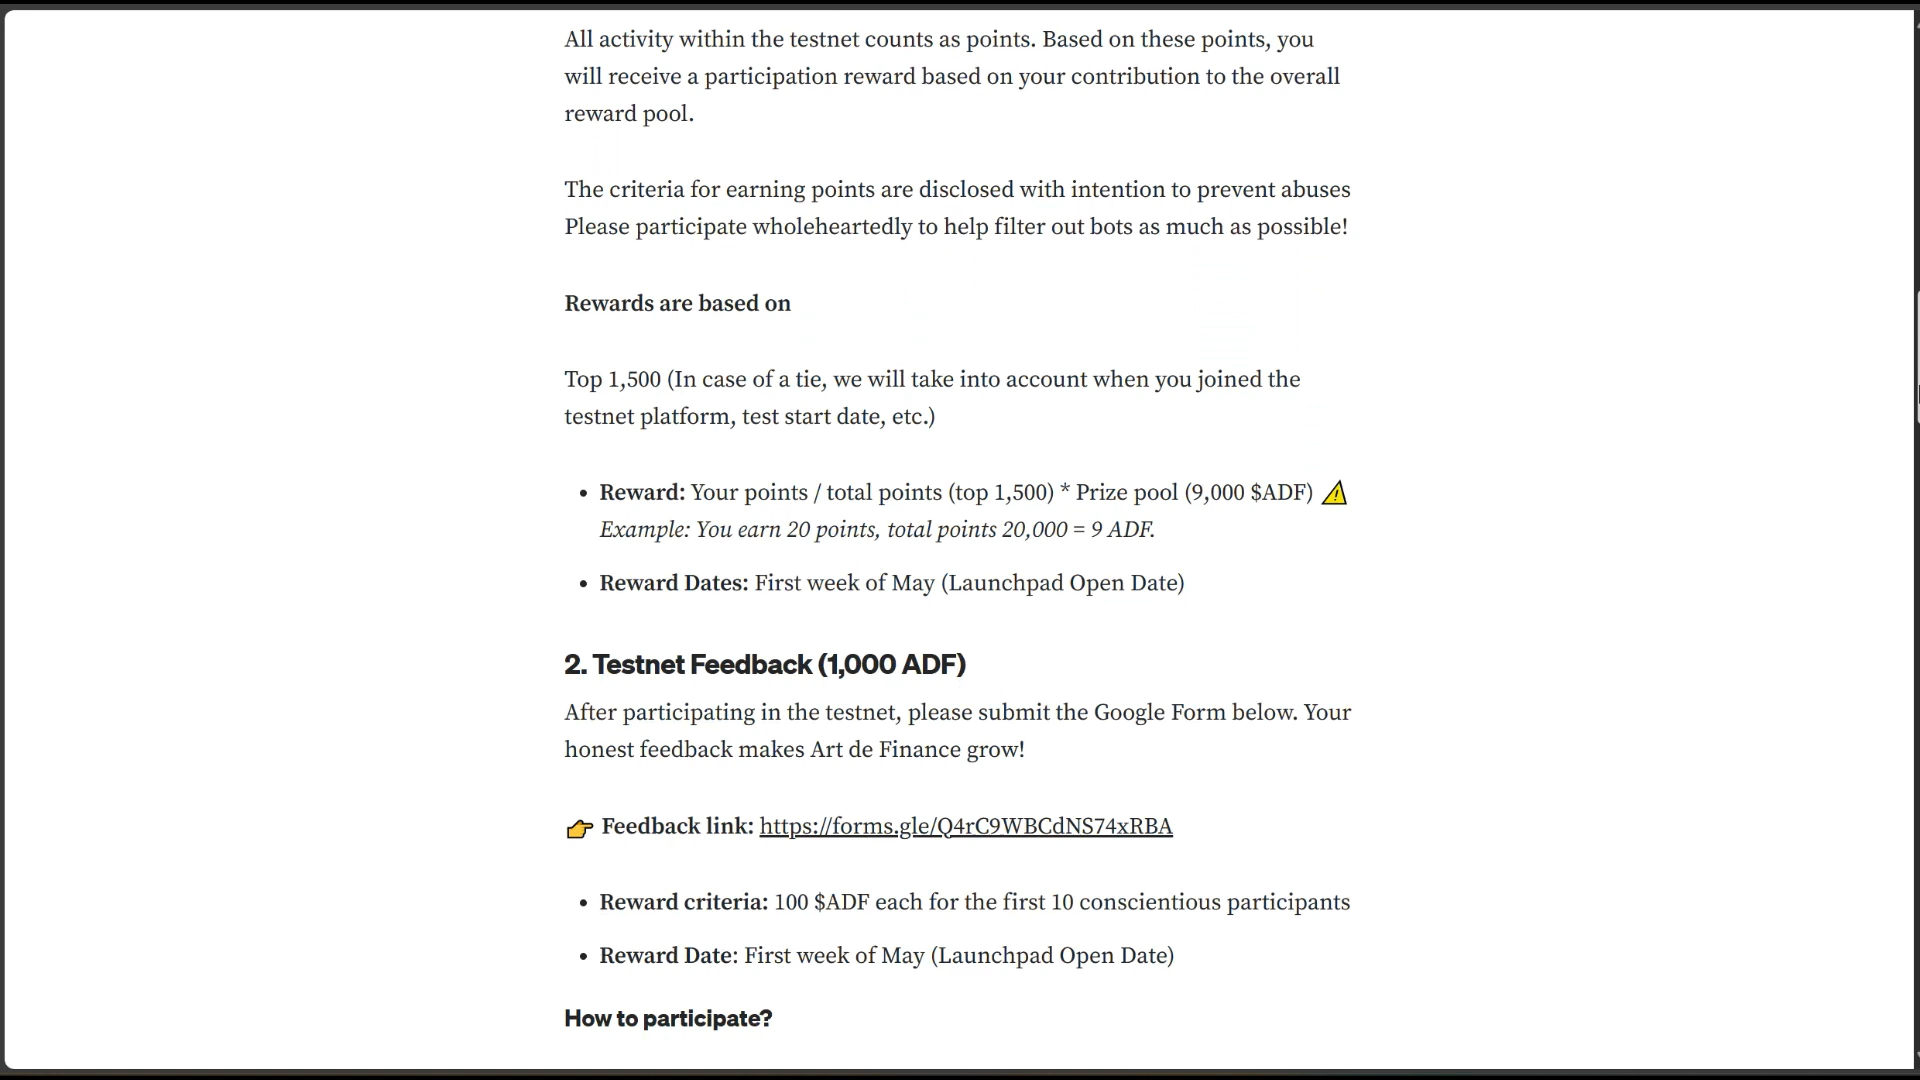 All activity within the testnet counts as points. Based on these points, you
will receive a participation reward based on your contribution to the overall
reward pool.
The criteria for earning points are disclosed with intention to prevent abuses
Please participate wholeheartedly to help filter out bots as much as possible!
Rewards are based on
Top 1,500 (In case of a tie, we will take into account when you joined the
testnet platform, test start date, etc.)
• Reward: Your points / total points (top 1,500) * Prize pool (9,000 $ADF) ⚠️
Example: You earn 20 points, total points 20,000 = 9 ADF.
• Reward Dates: First week of May (Launchpad Open Date)
2. Testnet Feedback (1,000 ADF)
After participating in the testnet, please submit the Google Form below. Your
honest feedback makes Art de Finance grow!
👉 Feedback link: https://forms.gle/Q4rC9WBCdNS74xRBA
• Reward criteria: 100 $ADF each for the first 10 conscientious participants
• Reward Date: First week of May (Launchpad Open Date)
How to participate?